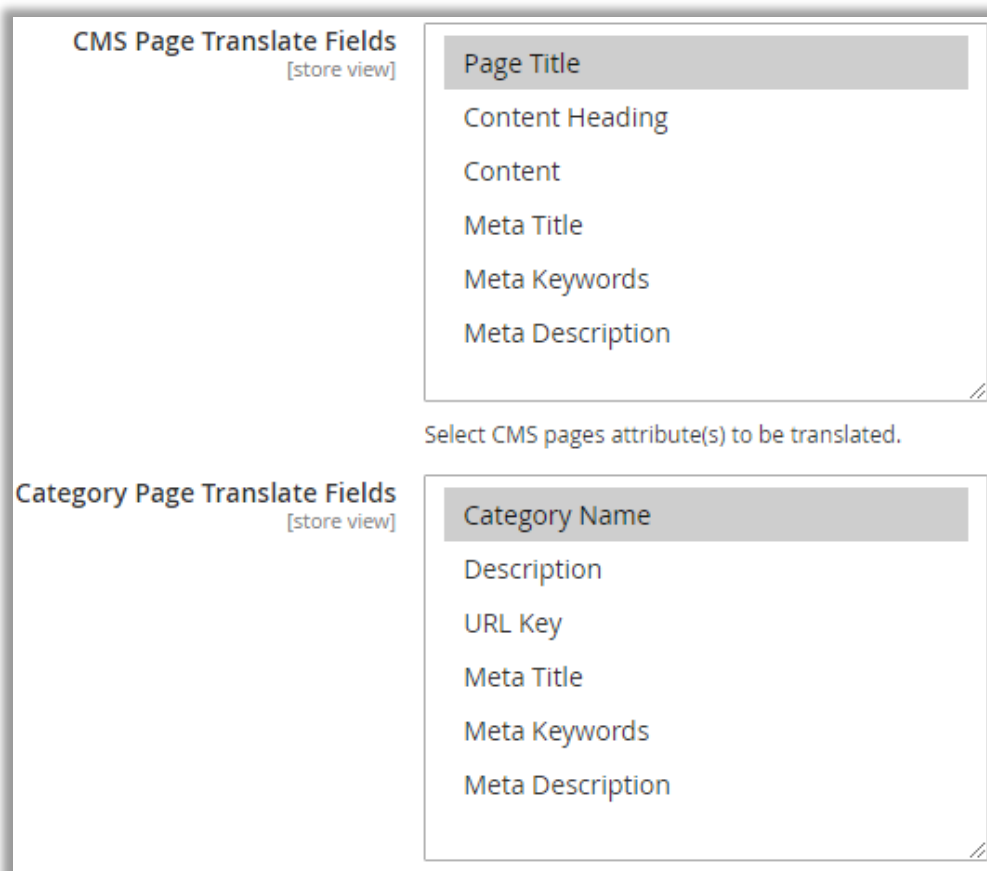 CMS Page Translate Fields
[store view]
Page Title
Content Heading
Content
Meta Title
Meta Keywords
Meta Description
Select CMS pages attribute(s) to be translated.
Category Page Translate Fields
[store view]
Category Name
Description
URL Key
Meta Title
Meta Keywords
Meta Description